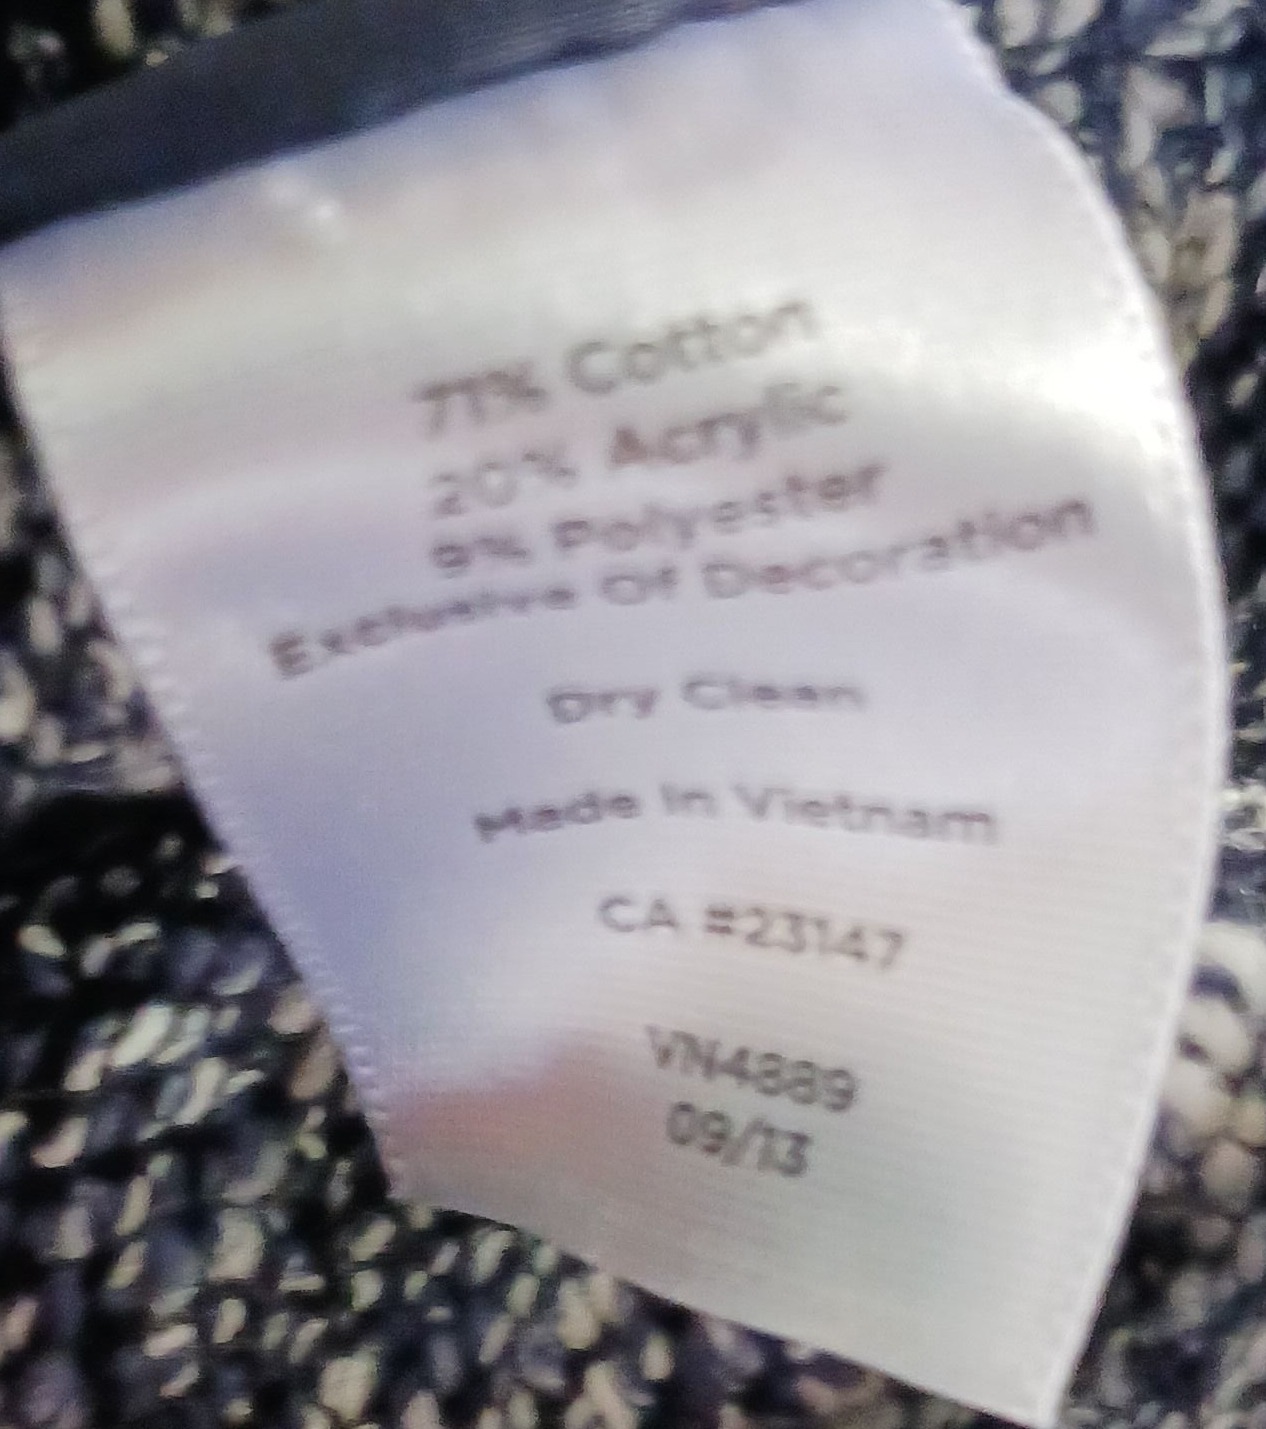 71% Cotton
20% Acrylic
9% Polyester
Exclusive Of Decoration
Dry Clean
Made In Vietnam
CA #23147
VN4889
09/13